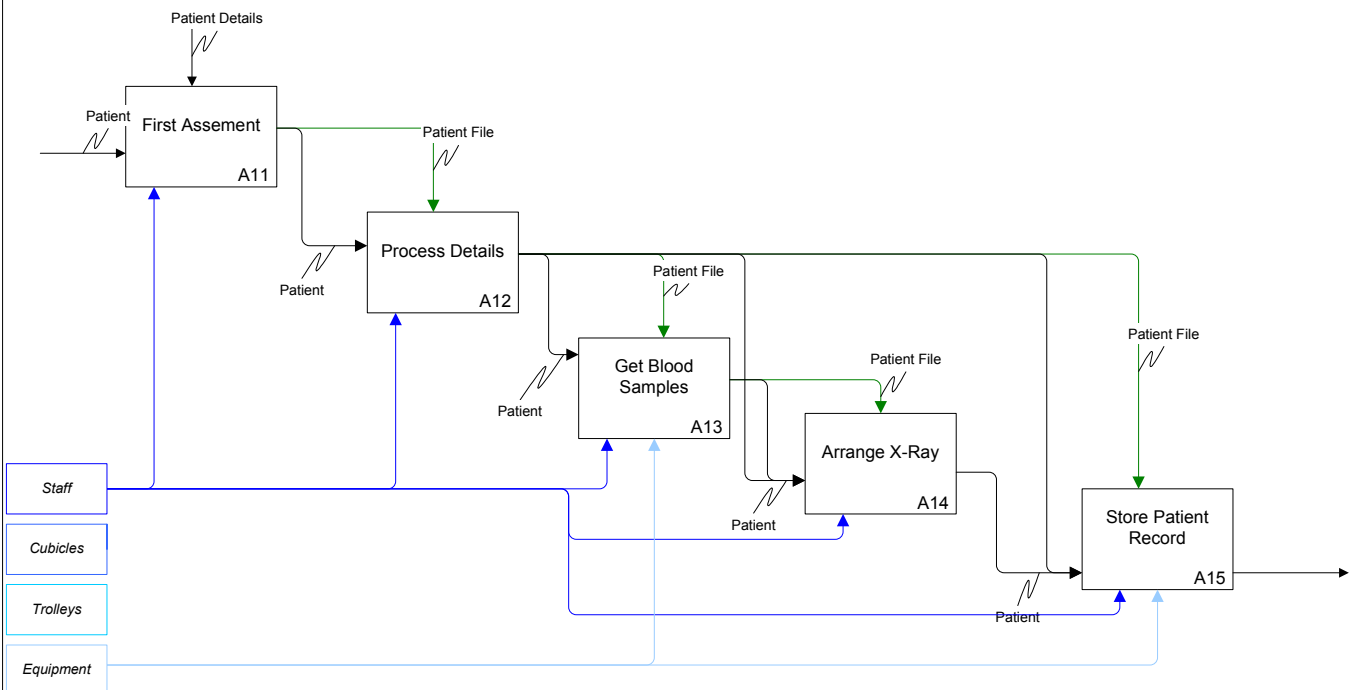 Patient Details
Patient
First Assement
A11
Patient File
Process Details
A12
Patient
Patient File
Get Blood
Samples
A13
Patient
Patient File
Arrange X-Ray
A14
Patient
Patient File
Store Patient
Record
A15
Patient
Staff
Cubicles
Trolleys
Equipment